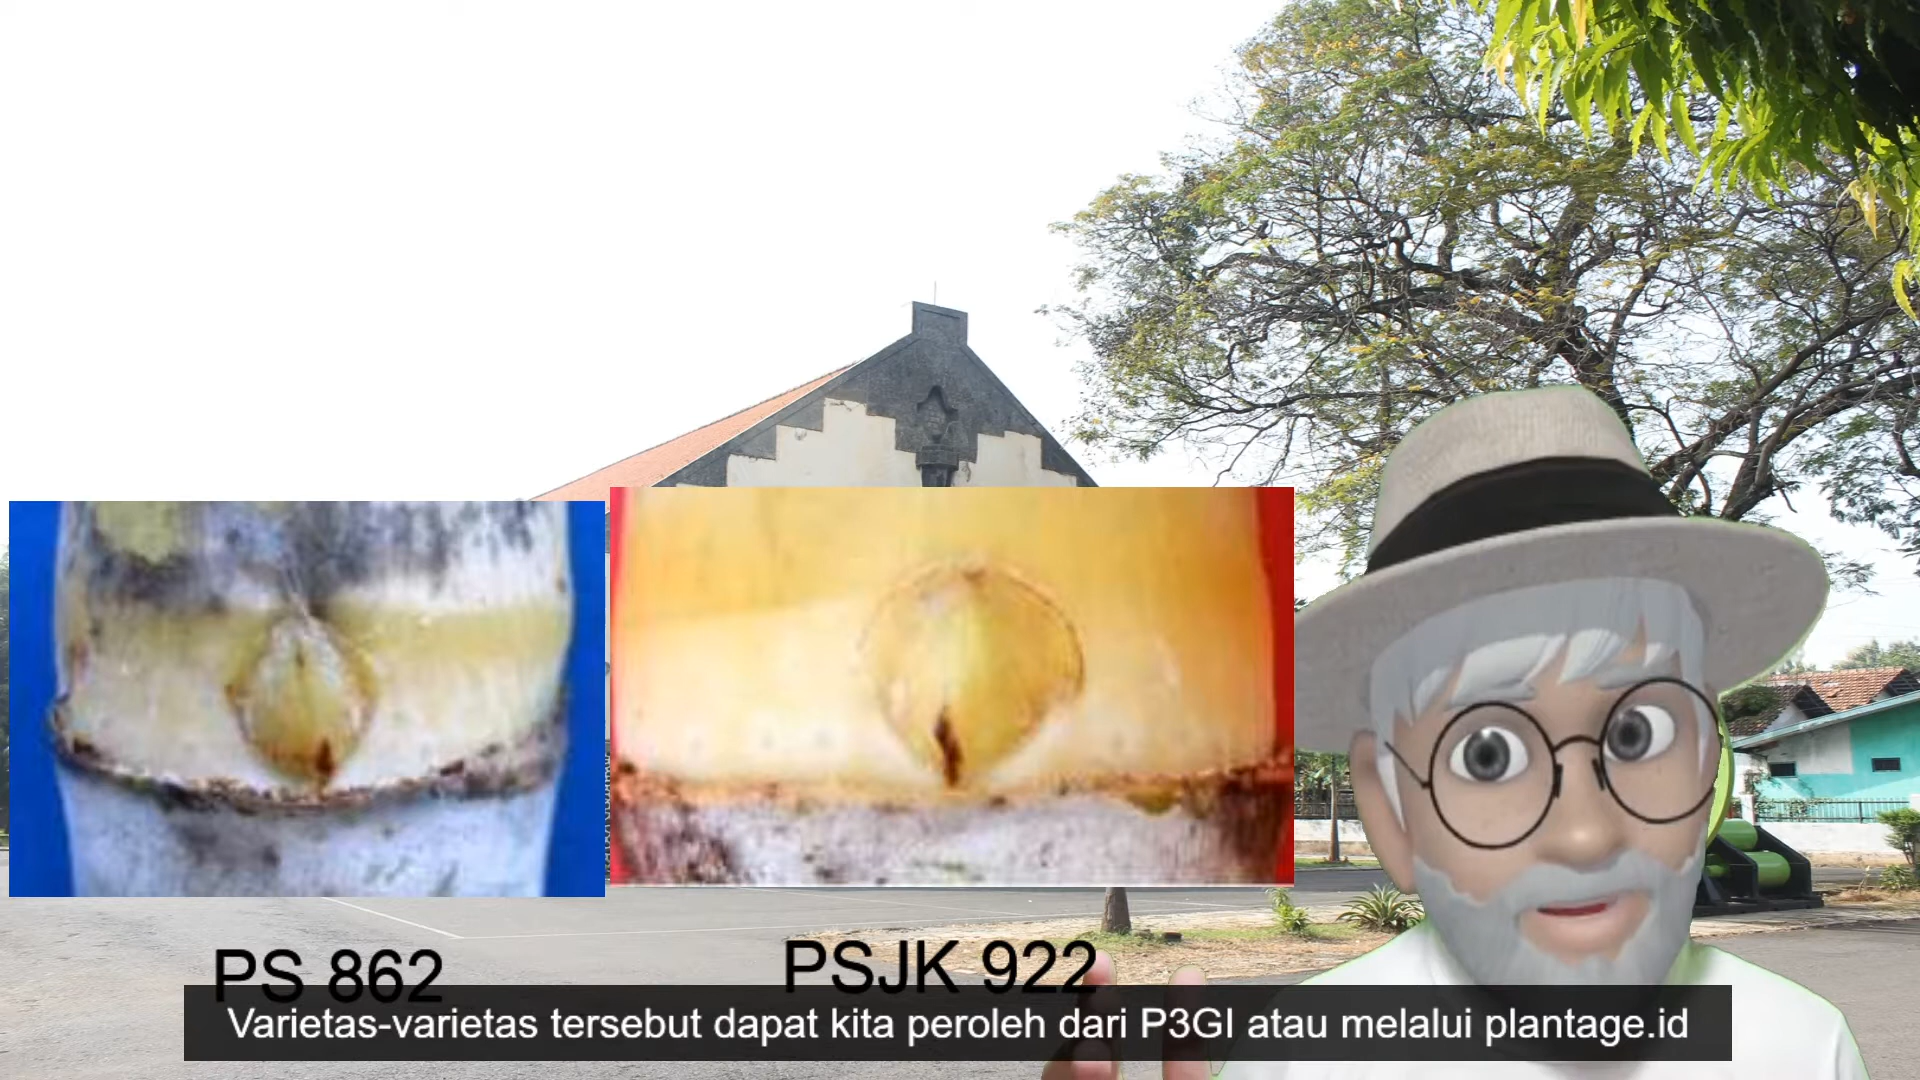 PS 862
PSJK 922
Varietas-varietas tersebut dapat kita peroleh dari P3GI atau melalui plantage.id